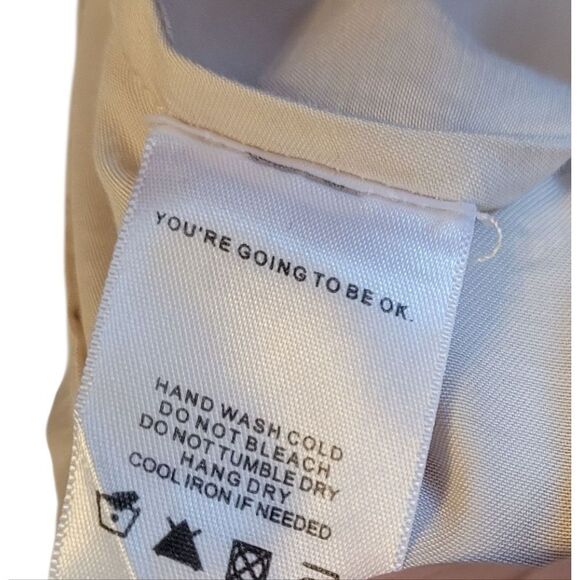 YOU'RE GOING TO BE OK.
HAND WASH COLD
DO NOT BLEACH
DO NOT TUMBLE DRY
HANG DRY
COOL IRON IF NEEDED